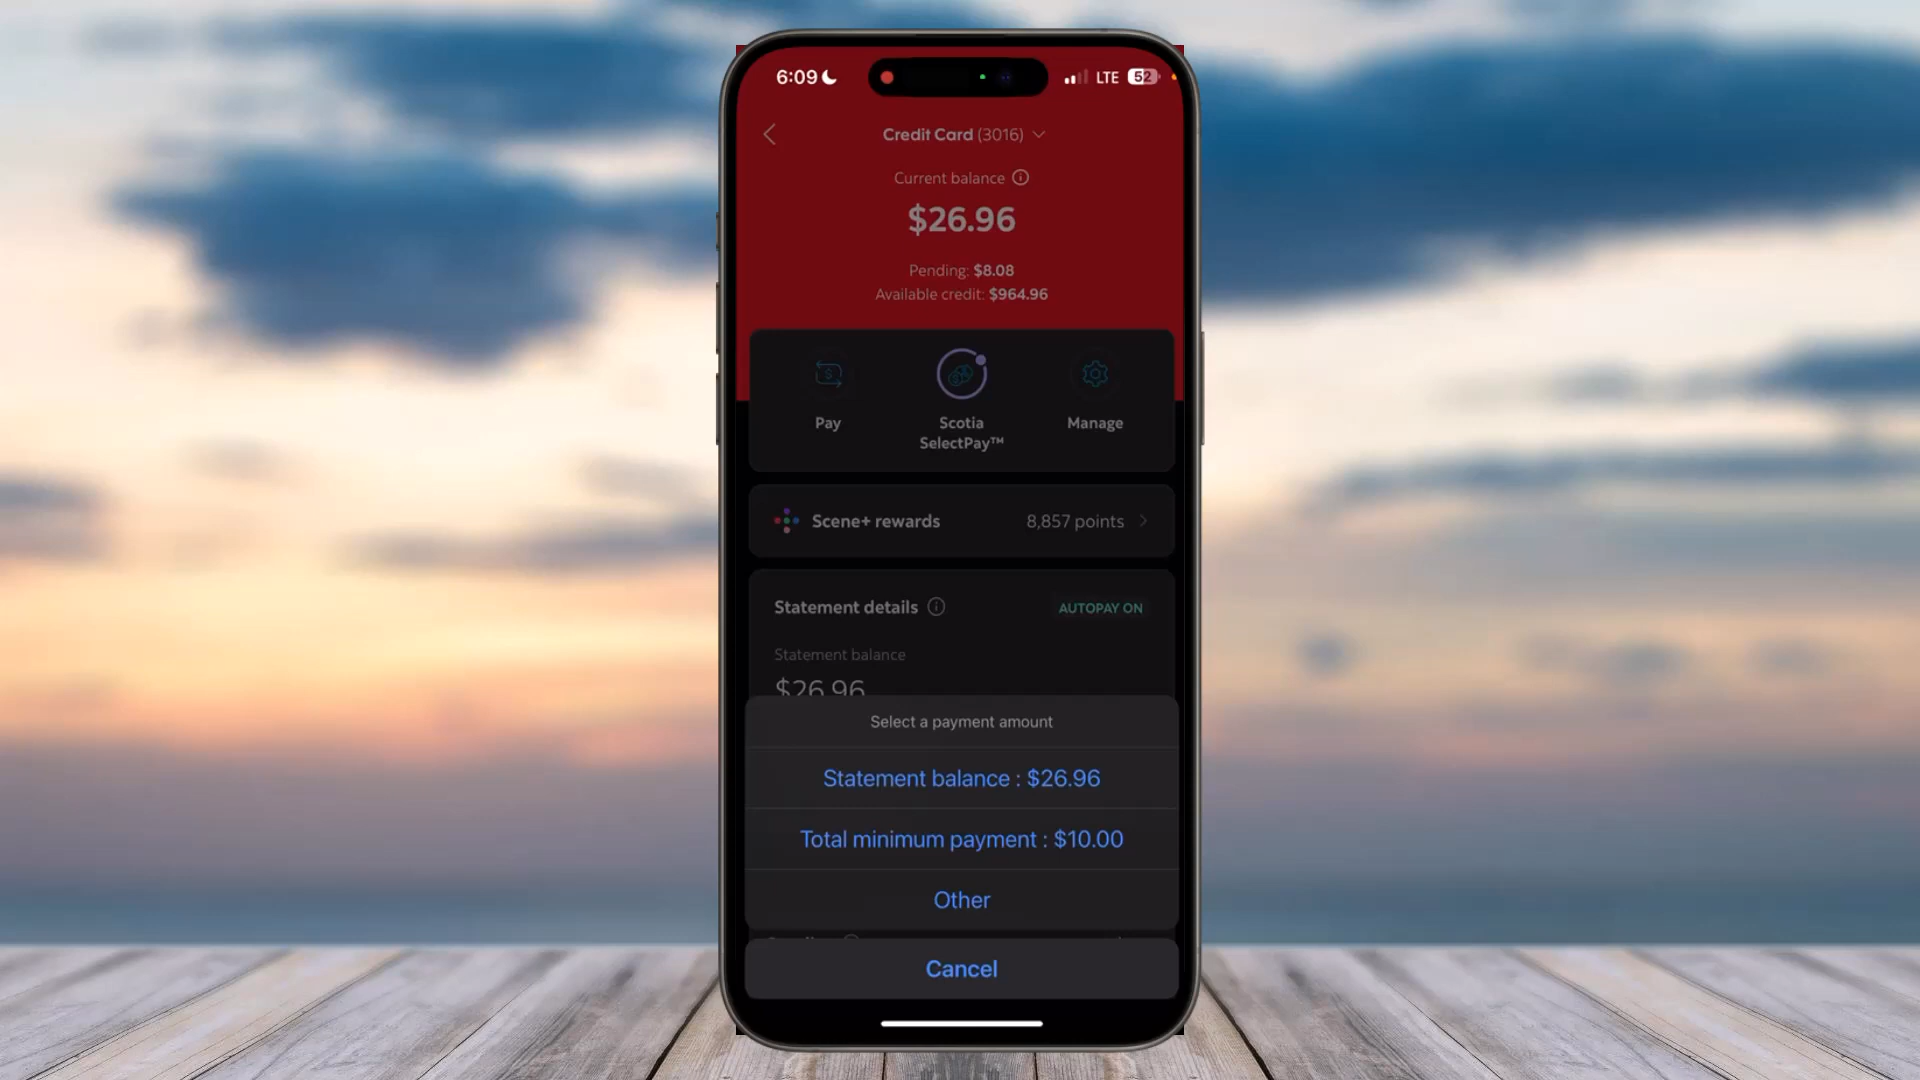 6:09
LTE 52
Credit Card (3016)
Current balance
$26.96
Pending: $8.08
Available credit: $964.96
Pay
Scotia
SelectPay™
Manage
Scene+ rewards
8,857 points
Statement details
AUTOPAY ON
Statement balance
$26.96
Select a payment amount
Statement balance : $26.96
Total minimum payment : $10.00
Other
Cancel